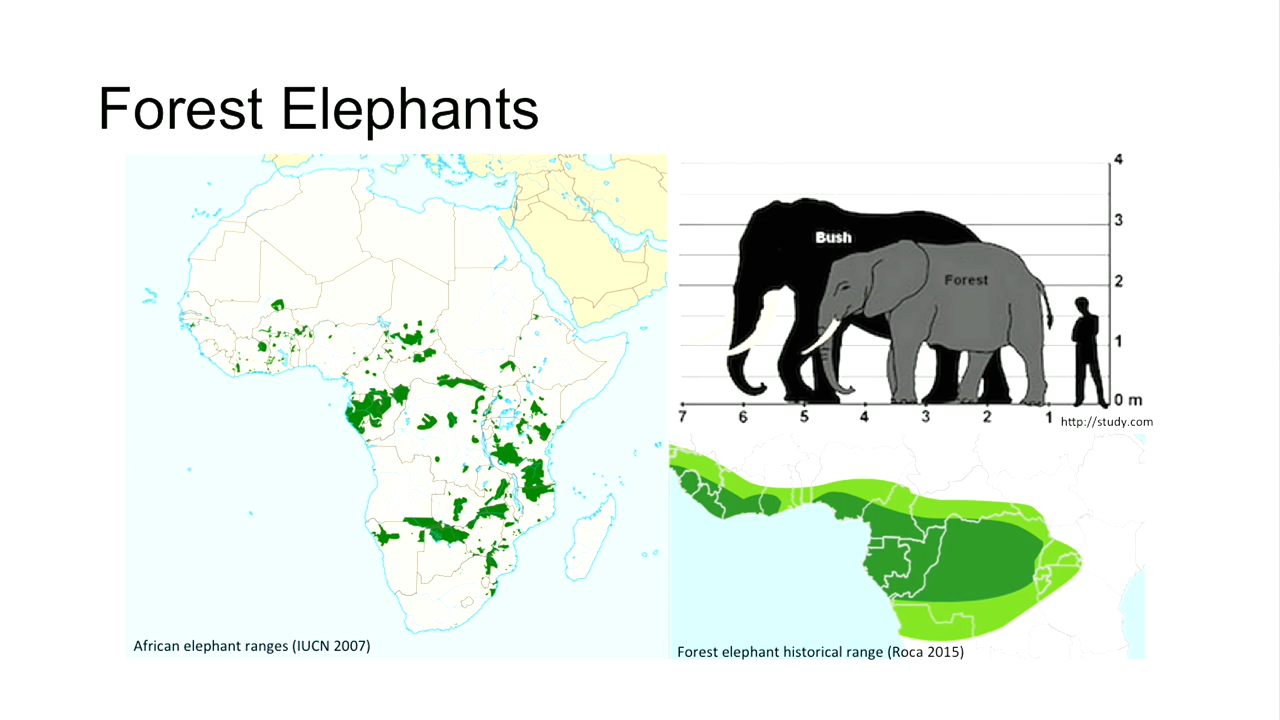 Forest Elephants
4
3
2
1
0 m
Bush
Forest
7 6 5 4 3 2 1
http://study.com
African elephant ranges (IUCN 2007)
Forest elephant historical range (Roca 2015)